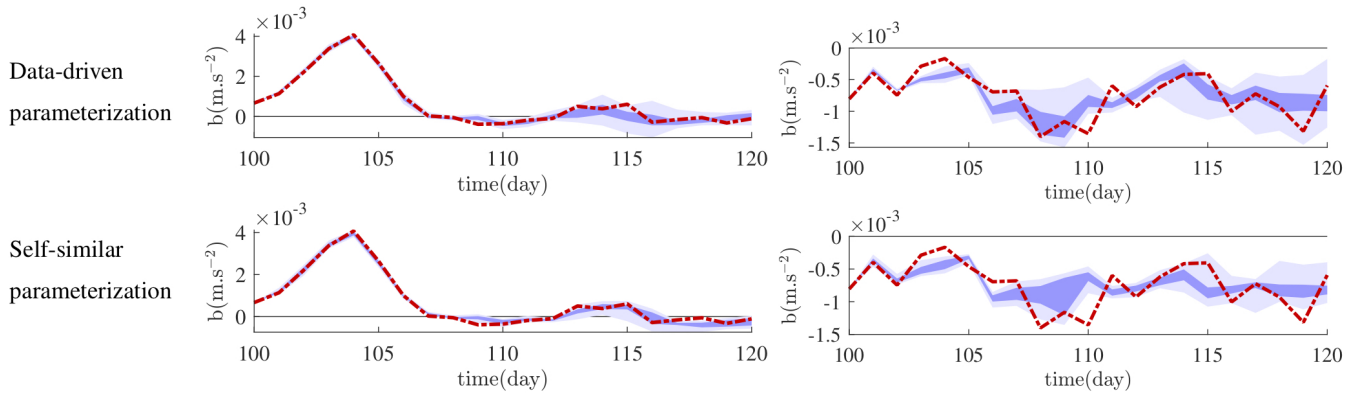 Data-driven
parameterization
×10⁻³
4
2
0
b(m.s⁻²)
100 105 110 115 120
time(day)
×10⁻³
0
-0.5
-1
-1.5
b(m.s⁻²)
100 105 110 115 120
time(day)
Self-similar
parameterization
×10⁻³
4
2
0
b(m.s⁻²)
100 105 110 115 120
time(day)
×10⁻³
0
-0.5
-1
-1.5
b(m.s⁻²)
100 105 110 115 120
time(day)